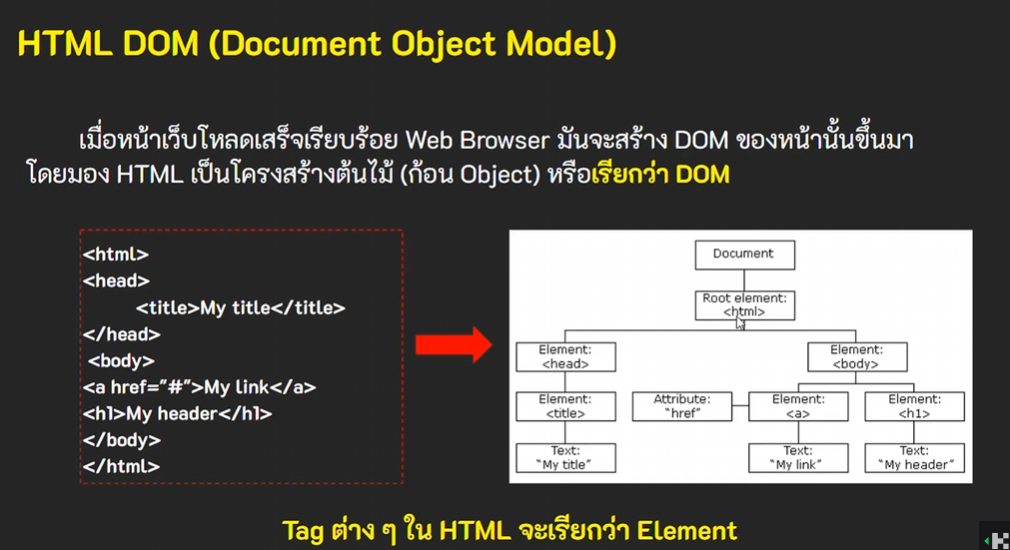 HTML DOM (Document Object Model)
เมื่อหน้าเว็บโหลดเสร็จเรียบร้อย Web Browser มันจะสร้าง DOM ของหน้านั้นขึ้นมา
โดยมอง HTML เป็นโครงสร้างต้นไม้ (ก้อน Object) หรือเรียกว่า DOM
<html>
<head>
<title>My title</title>
</head>
<body>
<a href="#">My link</a>
<h1>My header</h1>
</body>
</html>
Document
Root element:
<html>
Element:
<head>
Element:
<body>
Element:
<title>
Attribute:
"href"
Element:
<a>
Element:
<h1>
Text:
"My title"
Text:
"My link"
Text:
"My header"
Tag ต่าง ๆ ใน HTML จะเรียกว่า Element